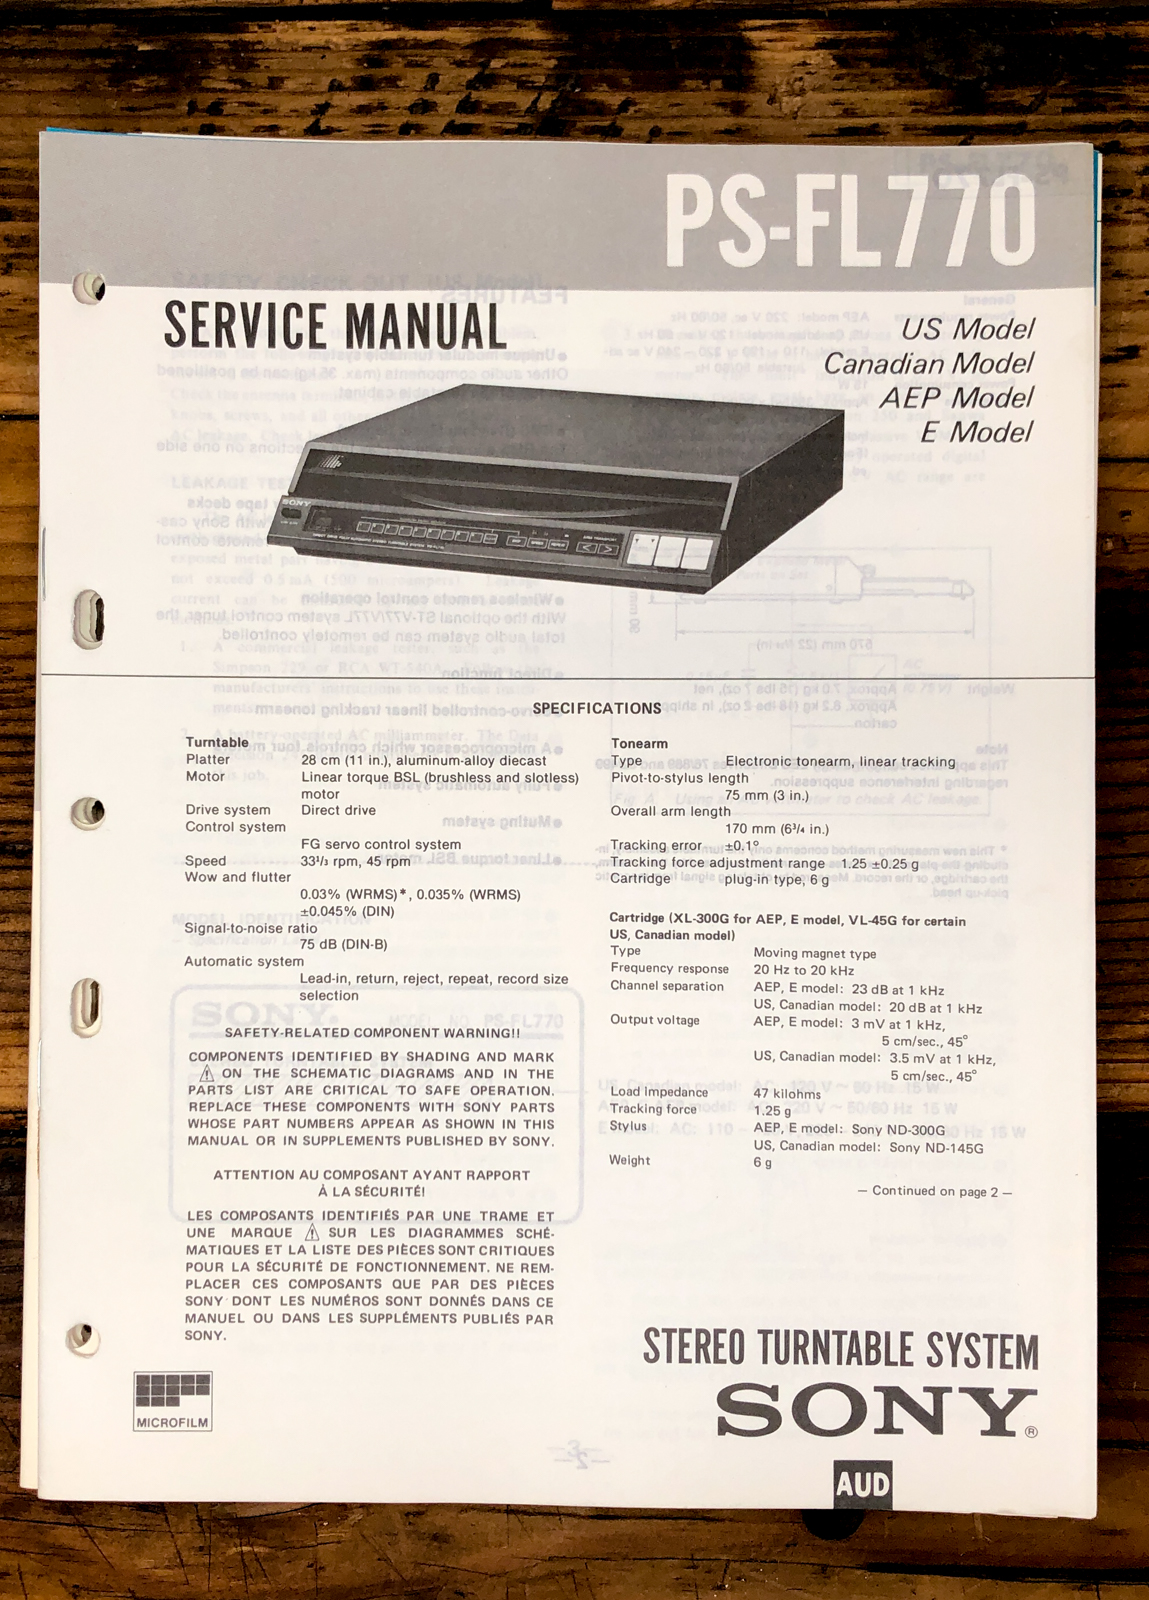 PS-FL770
SERVICE MANUAL
US Model
Canadian Model
AEP Model
E Model
SONY
SPECIFICATIONS
Turntable
Platter 28 cm (11 in.), aluminum-alloy diecast
Motor Linear torque BSL (brushless and slotless)
motor
Drive system Direct drive
Control system
FG servo control system
Speed 33¹/₃ rpm, 45 rpm
Wow and flutter
0.03% (WRMS)*, 0.035% (WRMS)
±0.045% (DIN)
Signal-to-noise ratio
75 dB (DIN-B)
Automatic system
Lead-in, return, reject, repeat, record size
selection
SAFETY-RELATED COMPONENT WARNING!!
COMPONENTS IDENTIFIED BY SHADING AND MARK
⚠ ON THE SCHEMATIC DIAGRAMS AND IN THE
PARTS LIST ARE CRITICAL TO SAFE OPERATION.
REPLACE THESE COMPONENTS WITH SONY PARTS
WHOSE PART NUMBERS APPEAR AS SHOWN IN THIS
MANUAL OR IN SUPPLEMENTS PUBLISHED BY SONY.
ATTENTION AU COMPOSANT AYANT RAPPORT
À LA SÉCURITÉ!
LES COMPOSANTS IDENTIFIÉS PAR UNE TRAME ET
UNE MARQUE ⚠ SUR LES DIAGRAMMES SCHÉ-
MATIQUES ET LA LISTE DES PIÈCES SONT CRITIQUES
POUR LA SÉCURITÉ DE FONCTIONNEMENT. NE REM-
PLACER CES COMPOSANTS QUE PAR DES PIÈCES
SONY DONT LES NUMÉROS SONT DONNÉS DANS CE
MANUEL OU DANS LES SUPPLÉMENTS PUBLIÉS PAR
SONY.
Tonearm
Type Electronic tonearm, linear tracking
Pivot-to-stylus length
75 mm (3 in.)
Overall arm length
170 mm (6³/₄ in.)
Tracking error ±0.1°
Tracking force adjustment range 1.25 ±0.25 g
Cartridge plug-in type, 6 g
Cartridge (XL-300G for AEP, E model, VL-45G for certain
US, Canadian model)
Type Moving magnet type
Frequency response 20 Hz to 20 kHz
Channel separation AEP, E model: 23 dB at 1 kHz
US, Canadian model: 20 dB at 1 kHz
Output voltage AEP, E model: 3 mV at 1 kHz,
5 cm/sec., 45°
US, Canadian model: 3.5 mV at 1 kHz,
5 cm/sec., 45°
Load impedance 47 kilohms
Tracking force 1.25 g
Stylus AEP, E model: Sony ND-300G
US, Canadian model: Sony ND-145G
Weight 6 g
— Continued on page 2 —
MICROFILM
STEREO TURNTABLE SYSTEM
SONY®
AUD